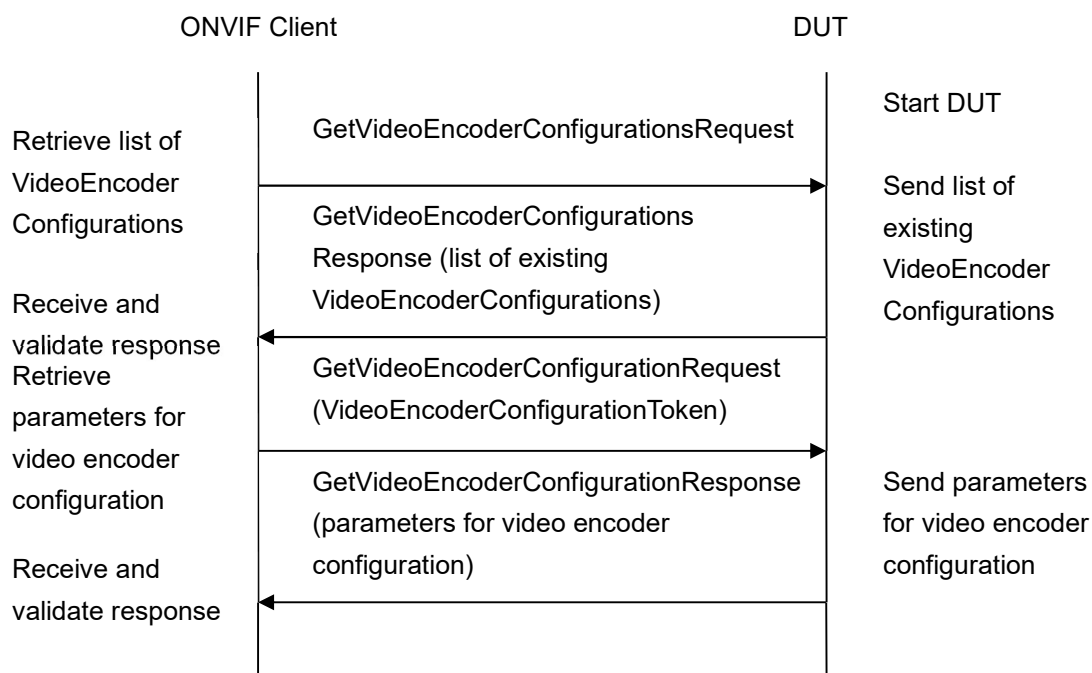 ONVIF Client
DUT
Start DUT
GetVideoEncoderConfigurationsRequest
Retrieve list of
VideoEncoder
Configurations
Send list of
existing
VideoEncoder
Configurations
GetVideoEncoderConfigurations
Response (list of existing
VideoEncoderConfigurations)
Receive and
validate response
Retrieve
parameters for
video encoder
configuration
GetVideoEncoderConfigurationRequest
(VideoEncoderConfigurationToken)
GetVideoEncoderConfigurationResponse
(parameters for video encoder
configuration)
Send parameters
for video encoder
configuration
Receive and
validate response